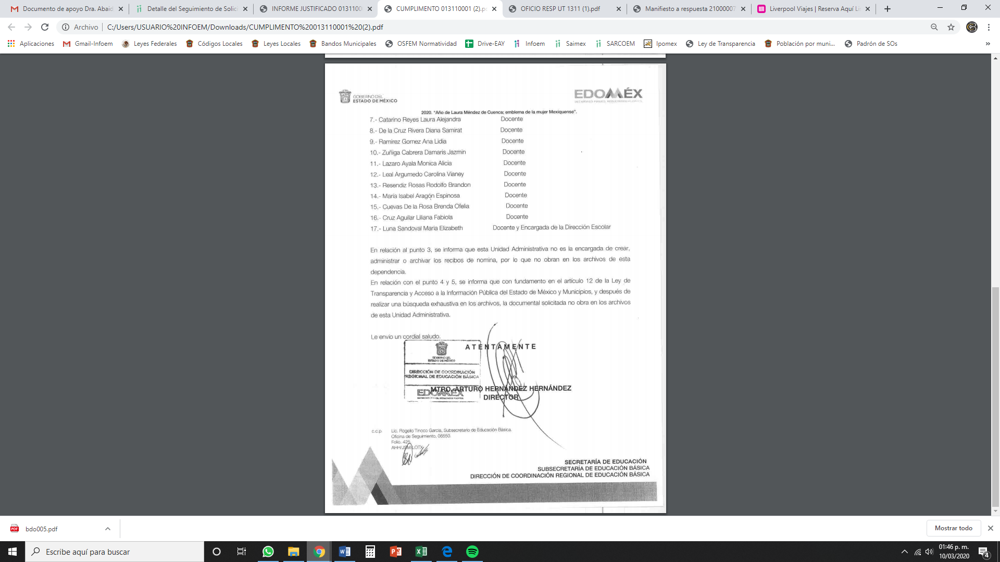 Documento de apoyo Dra. Abaid
Detalle del Seguimiento de Solici
INFORME JUSTIFICADO 01311000
CUMPLIMENTO 013110001 (2).pd
OFICIO RESP UT 1311 (1).pdf
Manifiesto a respuesta 21000007
Liverpool Viajes | Reserva Aquí Li
Archivo C:/Users/USUARIO%20INFOEM/Downloads/CUMPLIMENTO%20013110001%20(2).pdf
Aplicaciones Gmail-Infoem Leyes Federales Códigos Locales Leyes Locales Bandos Municipales OSFEM Normatividad Drive-EAY Infoem Saimex SARCOEM Ipomex Ley de Transparencia Población por muni... Padrón de SOs »
GOBIERNO DEL
ESTADO DE MÉXICO
EDOMÉX
DECISIONES FIRMES, RESULTADOS FUERTES.
2020. "Año de Laura Méndez de Cuenca; emblema de la mujer Mexiquense".
7.- Catarino Reyes Laura Alejandra Docente
8.- De la Cruz Rivera Diana Samirat Docente
9.- Ramirez Gomez Ana Lidia Docente
10.- Zuñiga Cabrera Damaris Jazmin Docente
11.- Lazaro Ayala Monica Alicia Docente
12.- Leal Argumedo Carolina Vianey Docente
13.- Resendiz Rosas Rodolfo Brandon Docente
14.- María Isabel Aragón Espinosa Docente
15.- Cuevas De la Rosa Brenda Ofelia Docente
16.- Cruz Aguilar Liliana Fabiola Docente
17.- Luna Sandoval Maria Elizabeth Docente y Encargada de la Dirección Escolar
En relación al punto 3, se informa que esta Unidad Administrativa no es la encargada de crear,
administrar o archivar los recibos de nomina, por lo que no obran en los archivos de esta
dependencia.
En relación con el punto 4 y 5, se informa que con fundamento en el artículo 12 de la Ley de
Transparencia y Acceso a la Información Pública del Estado de México y Municipios, y después de
realizar una búsqueda exhaustiva en los archivos, la documental solicitada no obra en los archivos
de esta Unidad Administrativa.
Le envío un cordial saludo.
ATENTAMENTE
GOBIERNO DEL
ESTADO DE MÉXICO
DIRECCIÓN DE COORDINACIÓN
REGIONAL DE EDUCACIÓN BÁSICA
EDOMÉX
MTRO. ARTURO HERNÁNDEZ HERNÁNDEZ
DIRECTOR
c.c.p. Lic. Rogelio Tinoco García, Subsecretario de Educación Básica.
Oficina de Seguimiento, 06550.
Folio. 425
AHH/JSM/LOTX
SECRETARÍA DE EDUCACIÓN
SUBSECRETARÍA DE EDUCACIÓN BÁSICA
DIRECCIÓN DE COORDINACIÓN REGIONAL DE EDUCACIÓN BÁSICA
bdo005.pdf
Mostrar todo
Escribe aquí para buscar
01:46 p. m.
10/03/2020
4